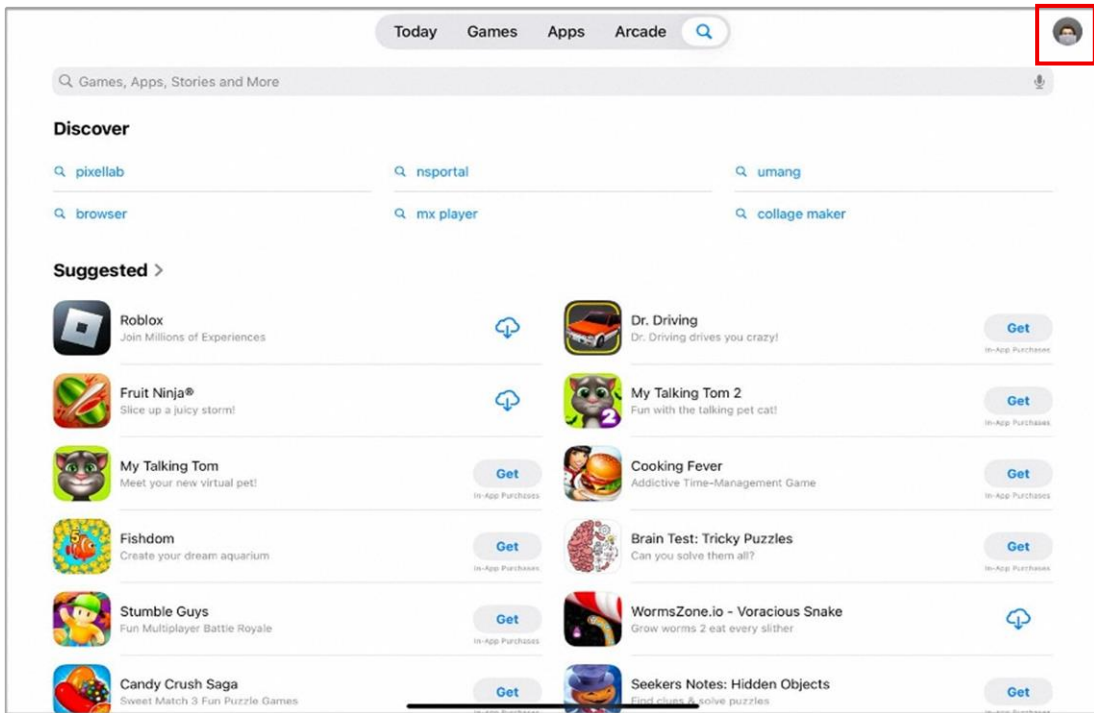 Today Games Apps Arcade
Games, Apps, Stories and More
Discover
pixellab nsportal umang
browser mx player collage maker
Suggested >
Roblox
Join Millions of Experiences
Dr. Driving
Dr. Driving drives you crazy!
Get
In-App Purchases
Fruit Ninja®
Slice up a juicy storm!
My Talking Tom 2
Fun with the talking pet cat!
Get
In-App Purchases
2
My Talking Tom
Meet your new virtual pet!
Get
In-App Purchases
Cooking Fever
Addictive Time-Management Game
Get
In-App Purchases
Fishdom
Create your dream aquarium
Get
In-App Purchases
5
Brain Test: Tricky Puzzles
Can you solve them all?
Get
In-App Purchases
Stumble Guys
Fun Multiplayer Battle Royale
Get
In-App Purchases
WormsZone.io - Voracious Snake
Grow worms 2 eat every slither
Candy Crush Saga
Sweet Match 3 Fun Puzzle Games
Get
Seekers Notes: Hidden Objects
Find clues & solve puzzles
Get
In-App Purchases